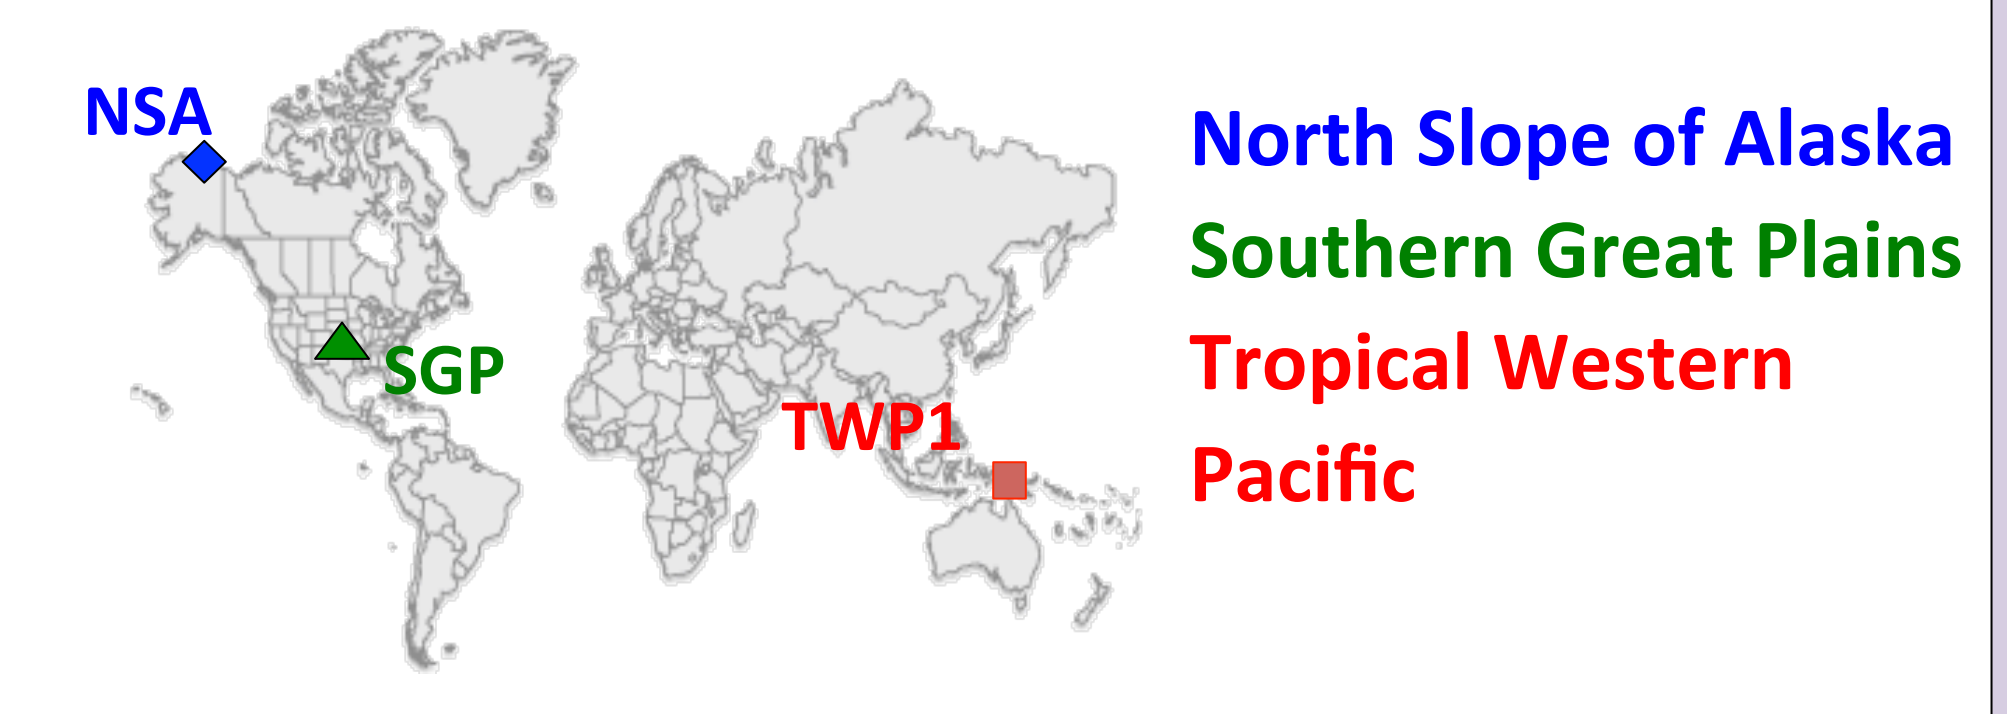 NSA
SGP
TWP1
North Slope of Alaska
Southern Great Plains
Tropical Western
Pacific